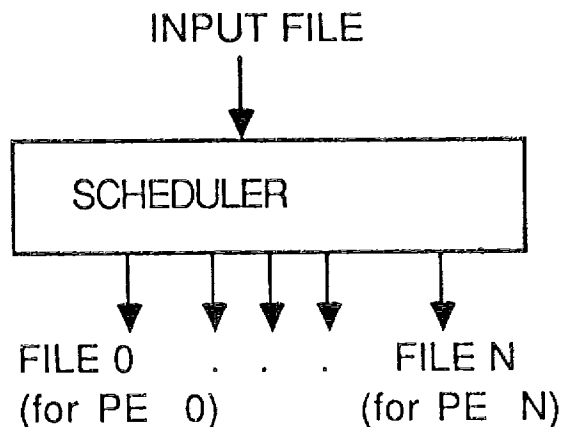 INPUT FILE
SCHEDULER
FILE 0 . . . FILE N
(for PE 0) (for PE N)